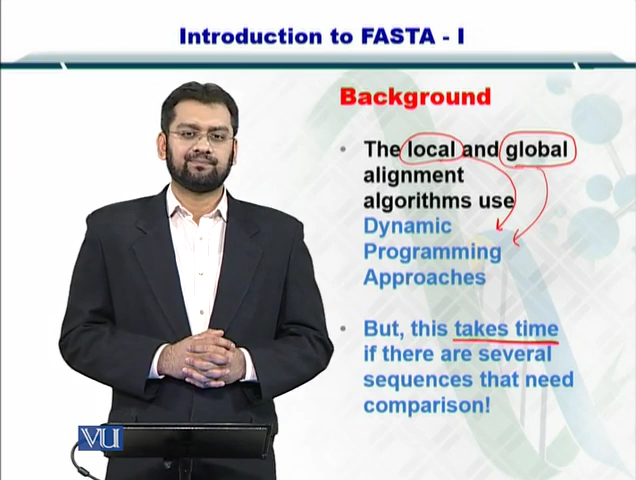 Introduction to FASTA - I
Background
• The local and global
alignment
algorithms use
Dynamic
Programming
Approaches
• But, this takes time
if there are several
sequences that need
comparison!
VU